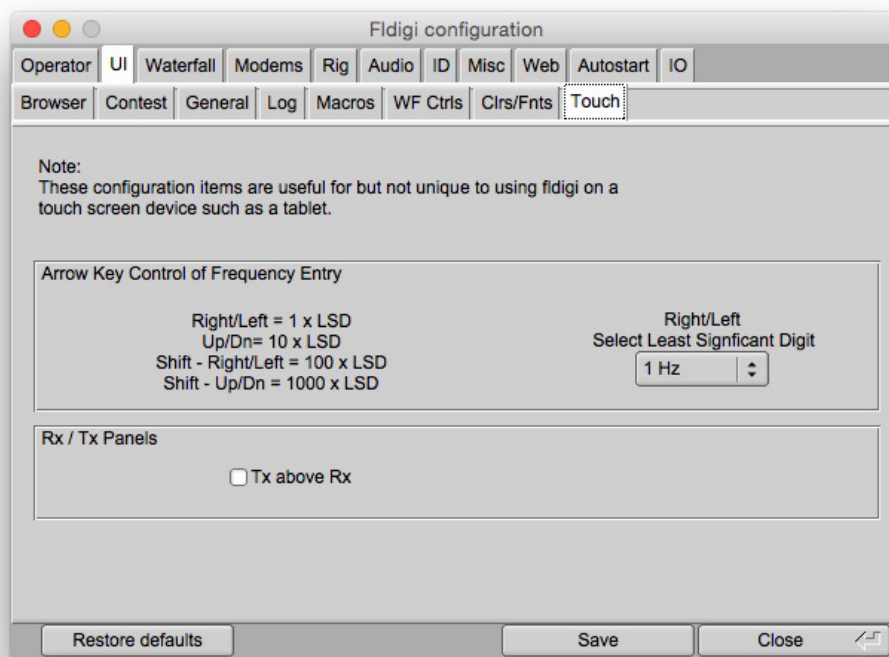 Fldigi configuration
Operator UI Waterfall Modems Rig Audio ID Misc Web Autostart IO
Browser Contest General Log Macros WF Ctrls Clrs/Fnts Touch
Note:
These configuration items are useful for but not unique to using fldigi on a
touch screen device such as a tablet.
Arrow Key Control of Frequency Entry
Right/Left = 1 x LSD
Up/Dn= 10 x LSD
Shift - Right/Left = 100 x LSD
Shift - Up/Dn = 1000 x LSD
Right/Left
Select Least Signficant Digit
1 Hz
Rx / Tx Panels
Tx above Rx
Restore defaults Save Close